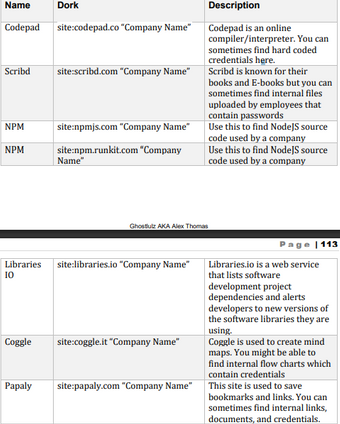 Name Dork Description
Codepad site:codepad.co “Company Name” Codepad is an online
compiler/interpreter. You can
sometimes find hard coded
credentials here.
Scribd site:scribd.com “Company Name” Scribd is known for their
books and E-books but you can
sometimes find internal files
uploaded by employees that
contain passwords
NPM site:npmjs.com “Company Name” Use this to find NodeJS source
code used by a company
NPM site:npm.runkit.com “Company Use this to find NodeJS source
Name” code used by a company
Ghostlulz AKA Alex Thomas
Page | 113
Libraries site:libraries.io “Company Name” Libraries.io is a web service
IO that lists software
development project
dependencies and alerts
developers to new versions of
the software libraries they are
using.
Coggle site:coggle.it “Company Name” Coggle is used to create mind
maps. You might be able to
find internal flow charts which
contain credentials
Papaly site:papaly.com “Company Name” This site is used to save
bookmarks and links. You can
sometimes find internal links,
documents, and credentials.